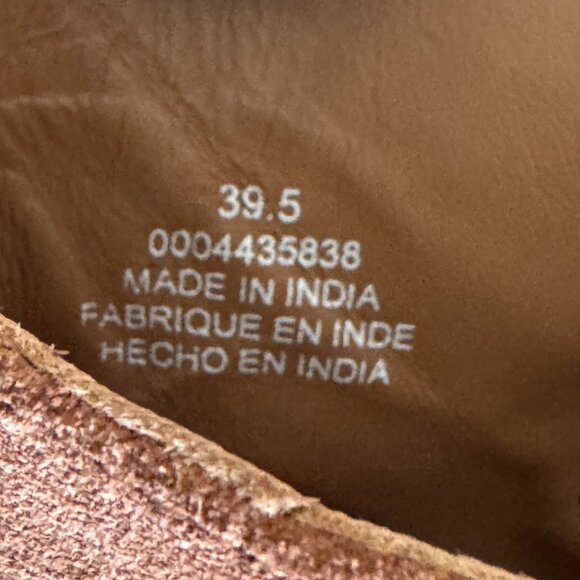 39.5
0004435838
MADE IN INDIA
FABRIQUE EN INDE
HECHO EN INDIA